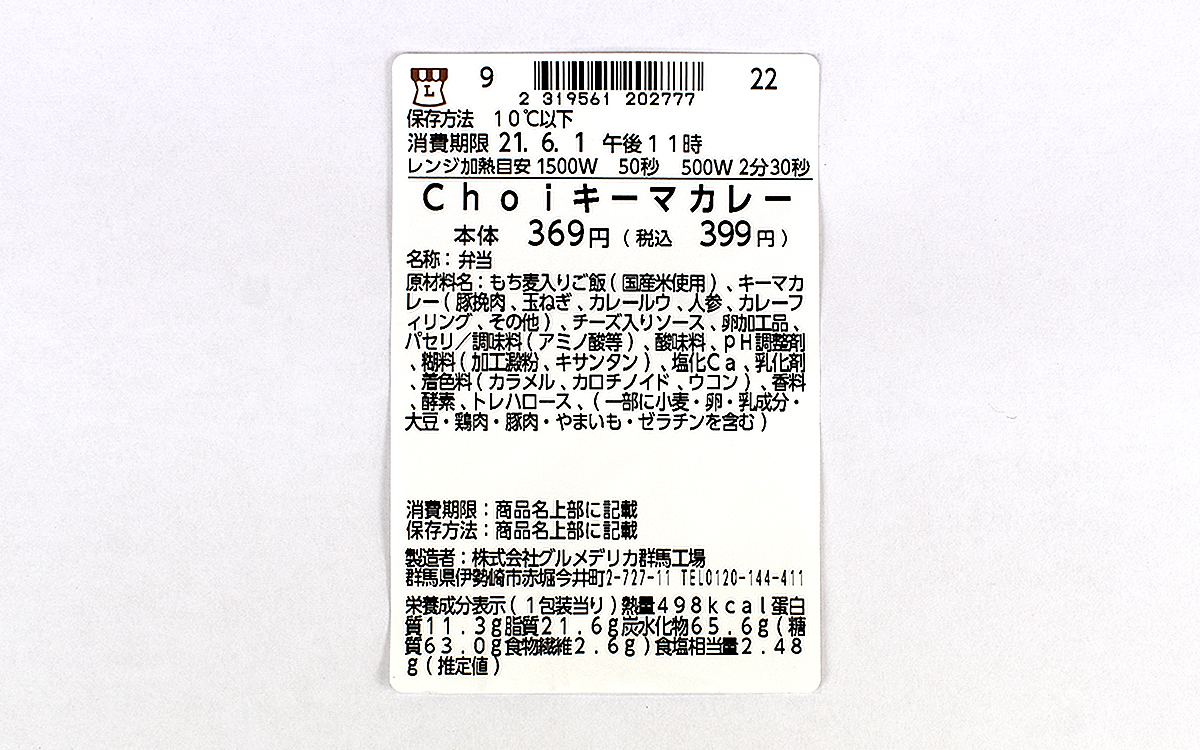 L 9 22
2 319561 202777
保存方法 10℃以下
消費期限 21. 6. 1 午後11時
レンジ加熱目安 1500W 50秒 500W 2分30秒
Choiキーマカレー
本体 369円(税込 399円)
名称:弁当
原材料名:もち麦入りご飯(国産米使用)、キーマカ
レー(豚挽肉、玉ねぎ、カレールウ、人参、カレーフ
ィリング、その他)、チーズ入りソース、卵加工品、
パセリ/調味料(アミノ酸等)、酸味料、pH調整剤
、糊料(加工澱粉、キサンタン)、塩化Ca、乳化剤
、着色料(カラメル、カロチノイド、ウコン)、香料
、酵素、トレハロース、(一部に小麦・卵・乳成分・
大豆・鶏肉・豚肉・やまいも・ゼラチンを含む)
消費期限:商品名上部に記載
保存方法:商品名上部に記載
製造者:株式会社グルメデリカ群馬工場
群馬県伊勢崎市赤堀今井町2-727-11 TEL0120-144-411
栄養成分表示(1包装当り)熱量498kcal蛋白
質11.3g脂質21.6g炭水化物65.6g(糖
質63.0g食物繊維2.6g)食塩相当量2.48
g(推定値)